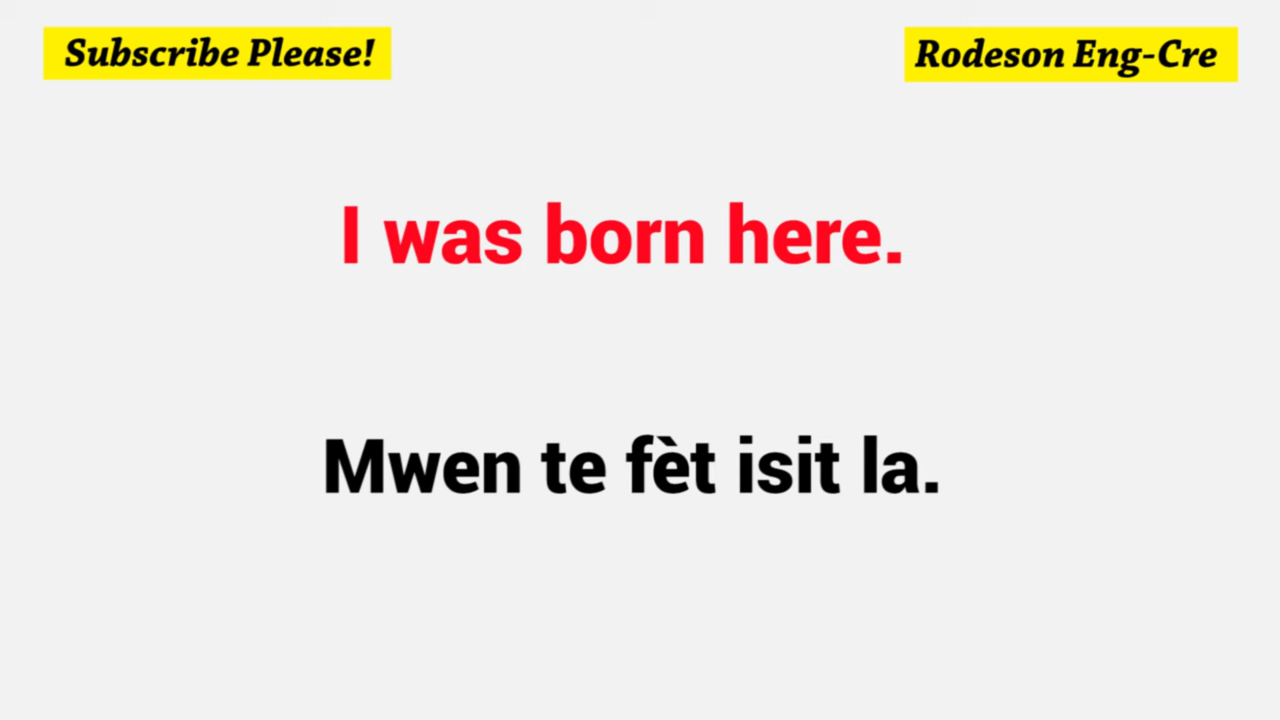 Subscribe Please!
Rodeson Eng-Cre
I was born here.
Mwen te fèt isit la.